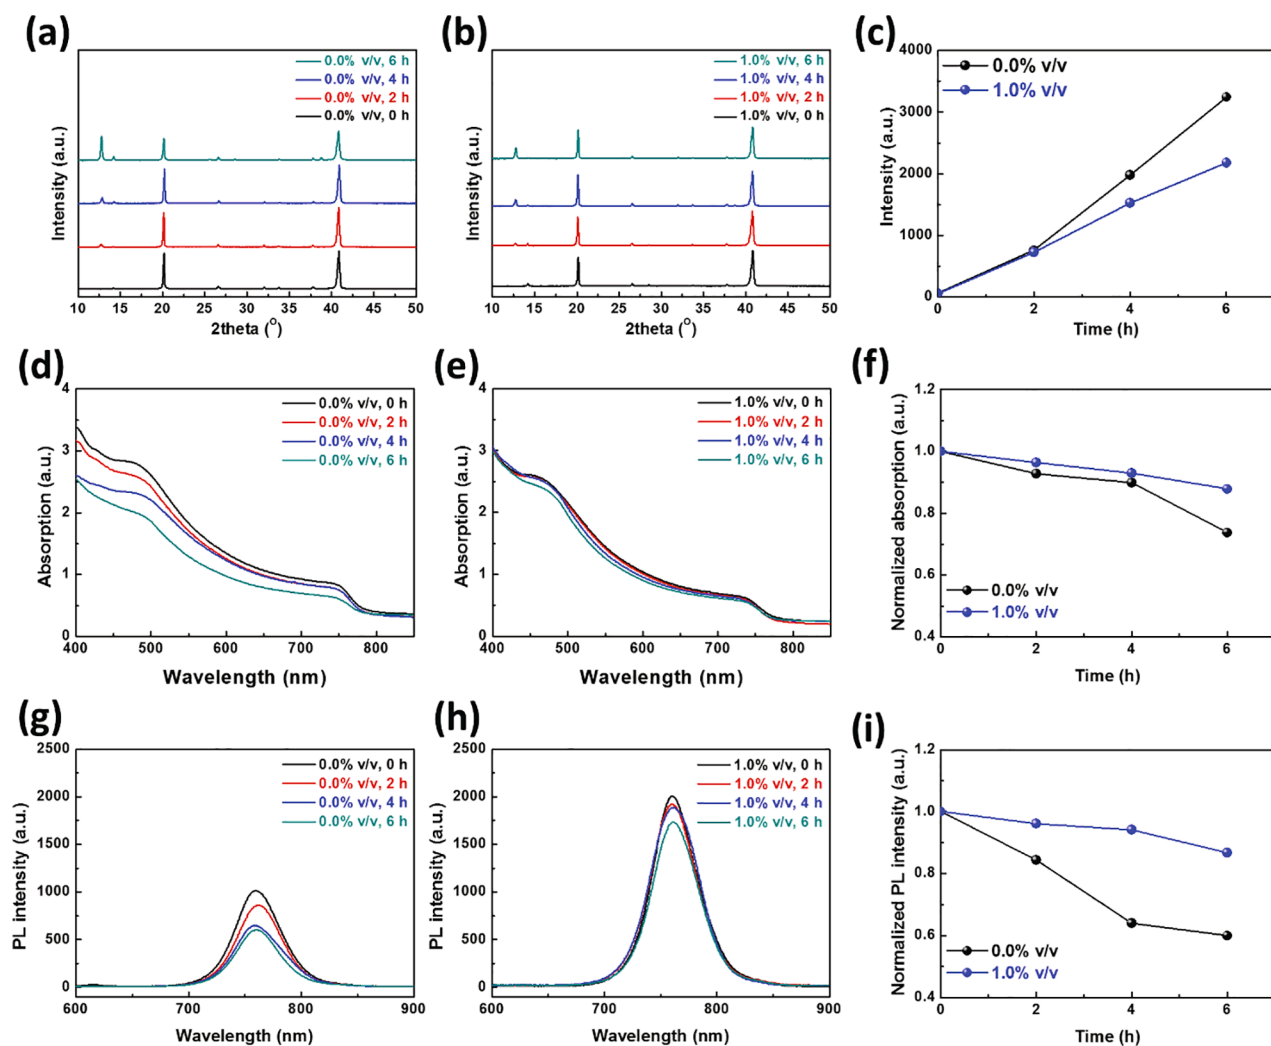 (a)
0.0% v/v, 6 h
0.0% v/v, 4 h
0.0% v/v, 2 h
0.0% v/v, 0 h
Intensity (a.u.)
10 15 20 25 30 35 40 45 50
2theta (O)
(b)
1.0% v/v, 6 h
1.0% v/v, 4 h
1.0% v/v, 2 h
1.0% v/v, 0 h
Intensity (a.u.)
10 15 20 25 30 35 40 45 50
2theta (O)
(c)
4000
3000
2000
1000
0
0.0% v/v
1.0% v/v
Intensity (a.u.)
0 2 4 6
Time (h)
(d)
4
3
2
1
0
0.0% v/v, 0 h
0.0% v/v, 2 h
0.0% v/v, 4 h
0.0% v/v, 6 h
Absorption (a.u.)
400 500 600 700 800
Wavelength (nm)
(e)
4
3
2
1
0
1.0% v/v, 0 h
1.0% v/v, 2 h
1.0% v/v, 4 h
1.0% v/v, 6 h
Absorption (a.u.)
400 500 600 700 800
Wavelength (nm)
(f)
1.2
1.0
0.8
0.6
0.4
Normalized absorption (a.u.)
0.0% v/v
1.0% v/v
0 2 4 6
Time (h)
(g)
2500
2000
1500
1000
500
0
0.0% v/v, 0 h
0.0% v/v, 2 h
0.0% v/v, 4 h
0.0% v/v, 6 h
PL intensity (a.u.)
600 700 800 900
Wavelength (nm)
(h)
2500
2000
1500
1000
500
0
1.0% v/v, 0 h
1.0% v/v, 2 h
1.0% v/v, 4 h
1.0% v/v, 6 h
PL intensity (a.u.)
600 700 800 900
Wavelength (nm)
(i)
1.2
1.0
0.8
0.6
0.4
Normalized PL intensity (a.u.)
0.0% v/v
1.0% v/v
0 2 4 6
Time (h)